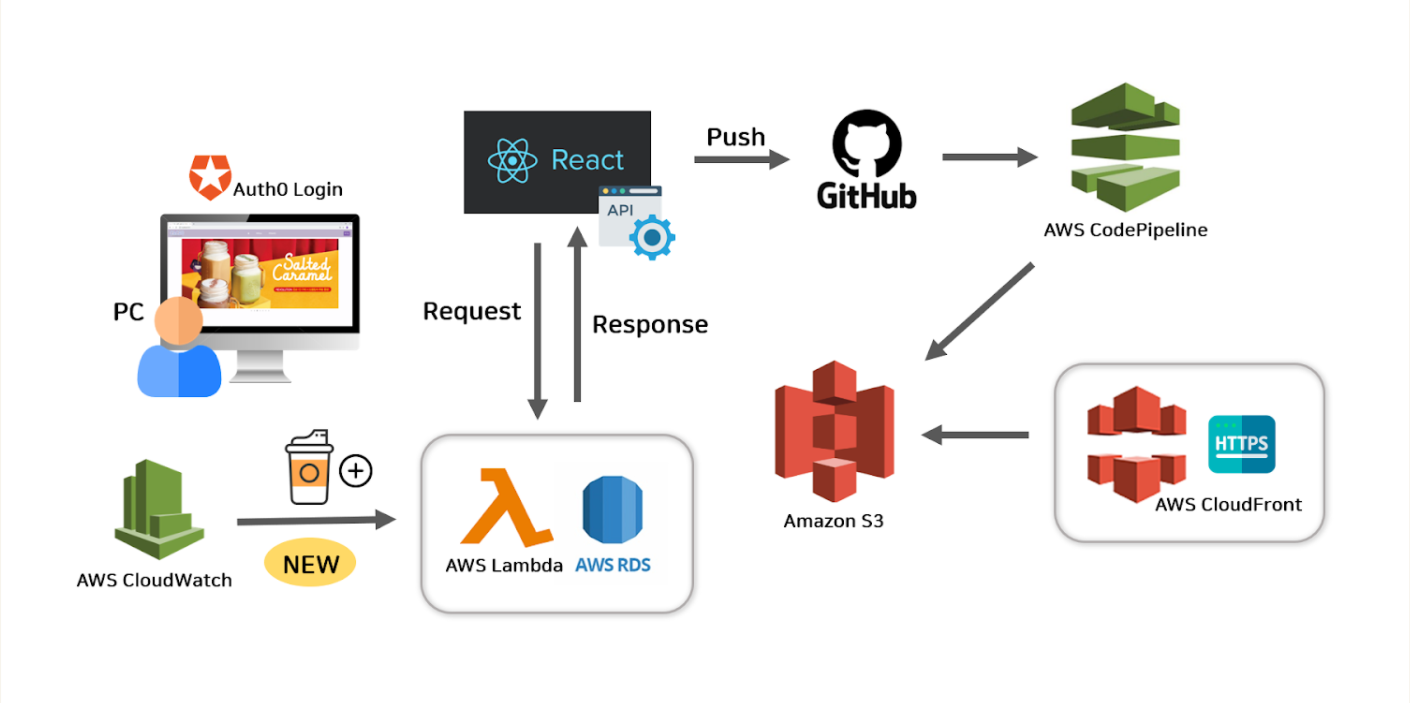 Auth0 Login
Salted
Caramel
PC
React
API
Push
GitHub
AWS CodePipeline
Request
Response
NEW
AWS CloudWatch
AWS Lambda
AWS RDS
Amazon S3
HTTPS
AWS CloudFront